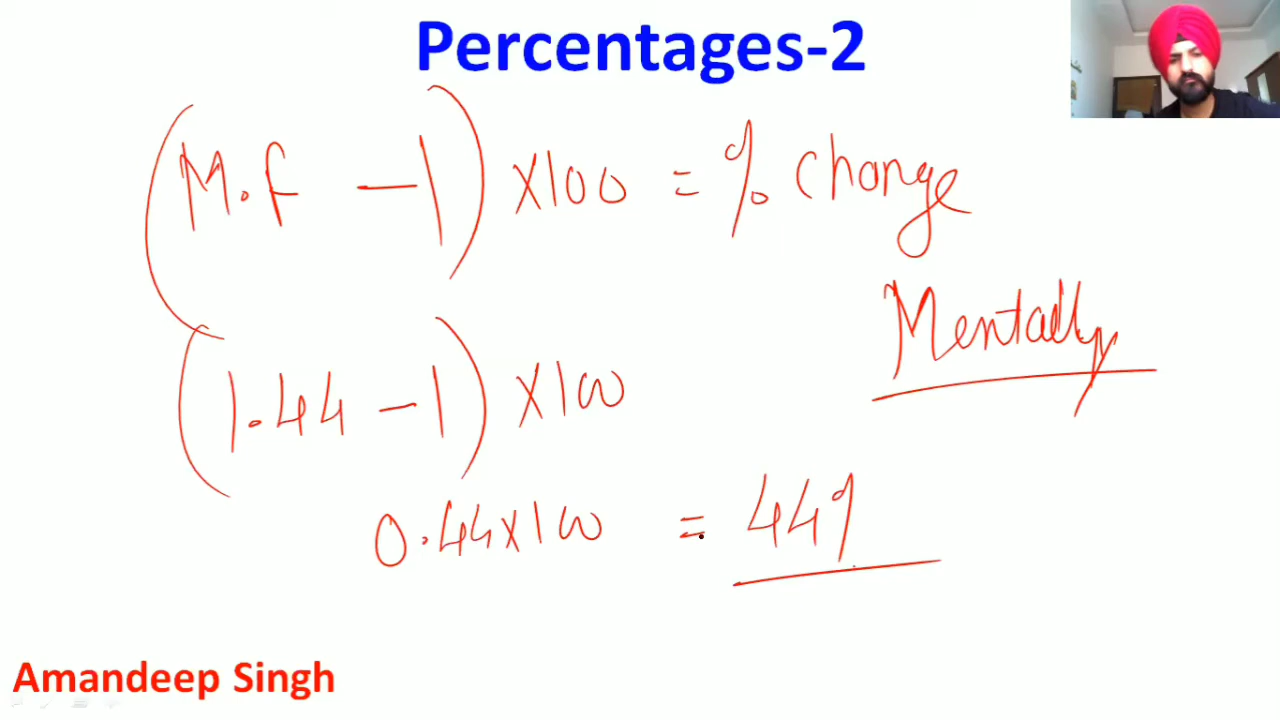 Percentages-2
(M.f - 1) x100 = % change
Mentally
(1.44 - 1) x100
0.44x100 = 44%
Amandeep Singh